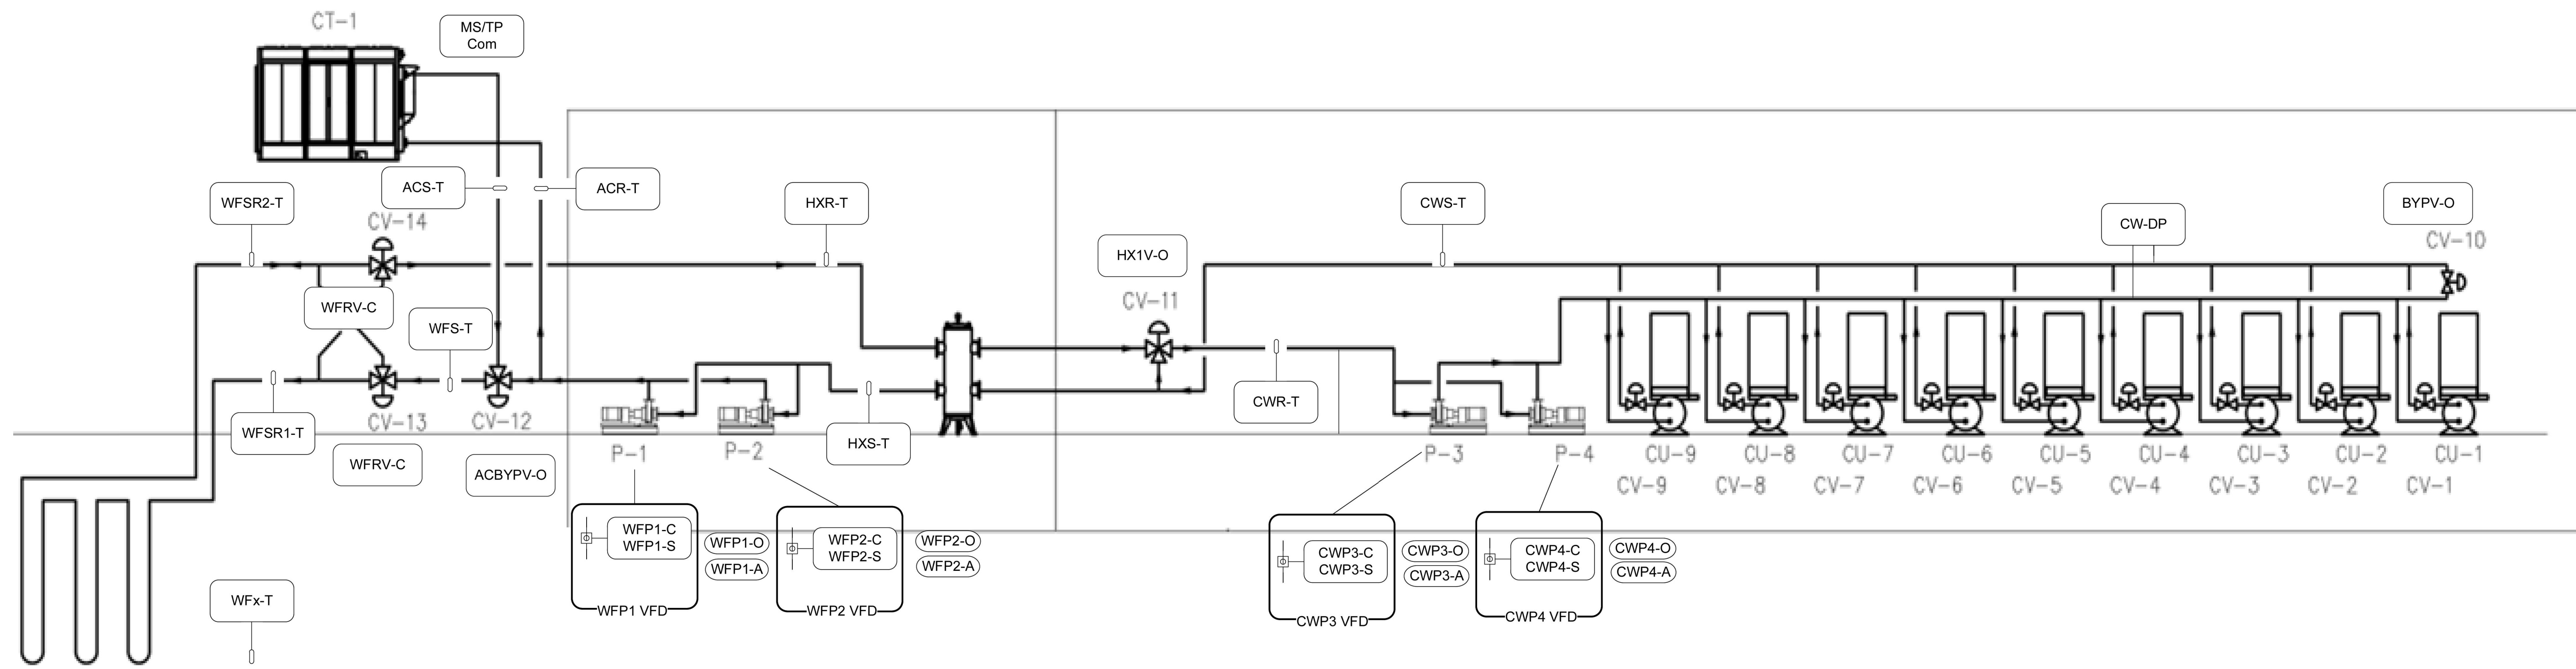 CT-1
MS/TP
Com
ACS-T
ACR-T
WFSR2-T
HXR-T
CWS-T
BYPV-O
CV-14
CW-DP
CV-10
HX1V-O
WFRV-C
CV-11
WFS-T
CWR-T
WFSR1-T
CV-13
CV-12
HXS-T
WFRV-C
ACBYPV-O
P-1
P-2
P-3
P-4
CU-9
CU-8
CU-7
CU-6
CU-5
CU-4
CU-3
CU-2
CU-1
CV-9
CV-8
CV-7
CV-6
CV-5
CV-4
CV-3
CV-2
CV-1
WFP1-C
WFP1-S
WFP1-O
WFP1-A
WFP1 VFD
WFP2-C
WFP2-S
WFP2-O
WFP2-A
WFP2 VFD
CWP3-C
CWP3-S
CWP3-O
CWP3-A
CWP3 VFD
CWP4-C
CWP4-S
CWP4-O
CWP4-A
CWP4 VFD
WFx-T